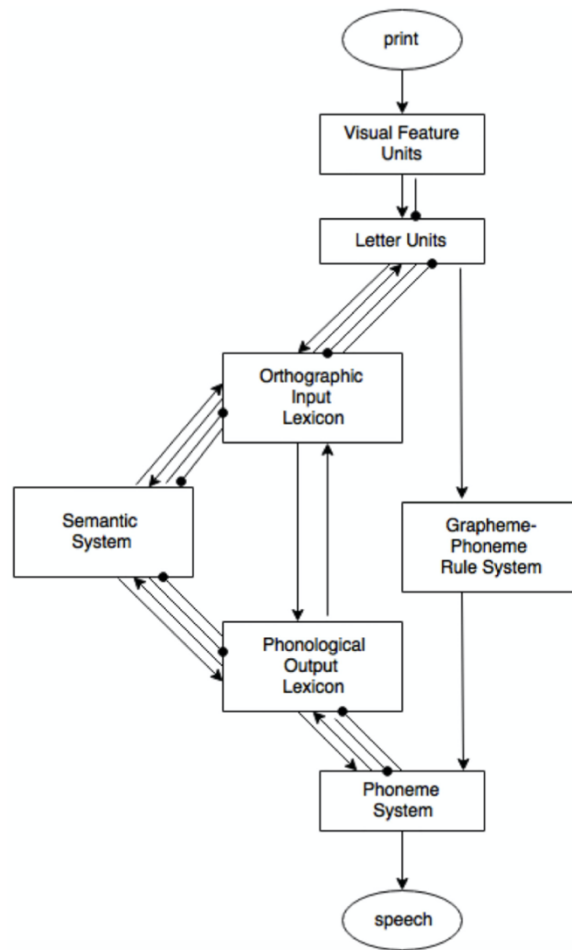 print
Visual Feature
Units
Letter Units
Orthographic
Input
Lexicon
Semantic
System
Grapheme-
Phoneme
Rule System
Phonological
Output
Lexicon
Phoneme
System
speech